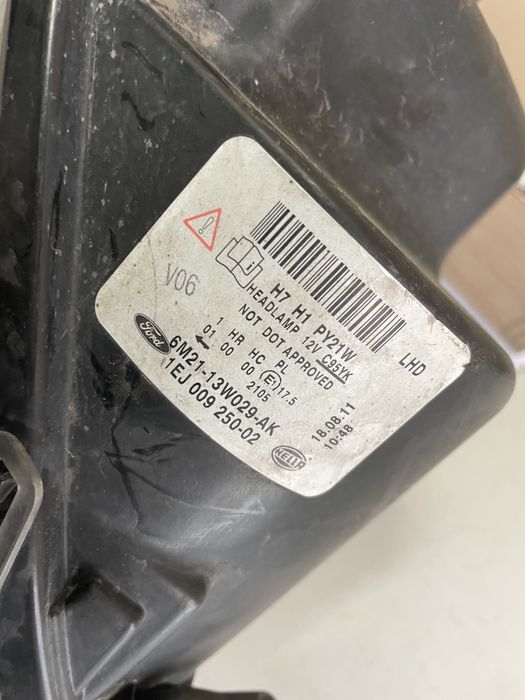 V06
H7 H1 PY21W
HEADLAMP 12V C95YK
NOT DOT APPROVED
LHD
1 HR HC PL
01 00 00 E1 17,5
2105
Ford
6M21-13W029-AK
1EJ 009 250-02
HELLA
18.08.11
10:48